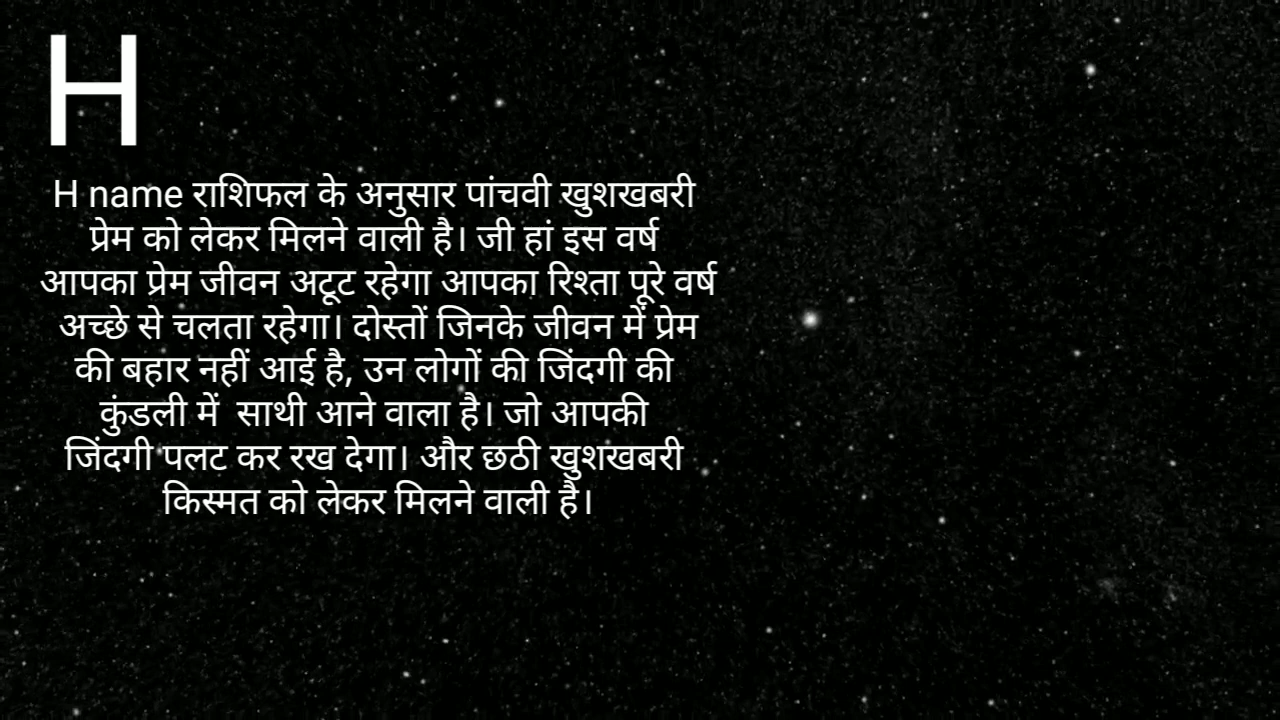 H
H name राशिफल के अनुसार पांचवी खुशखबरी
प्रेम को लेकर मिलने वाली है। जी हां इस वर्ष
आपका प्रेम जीवन अटूट रहेगा आपका रिश्ता पूरे वर्ष
अच्छे से चलता रहेगा। दोस्तों जिनके जीवन में प्रेम
की बहार नहीं आई है, उन लोगों की जिंदगी की
कुंडली में  साथी आने वाला है। जो आपकी
जिंदगी पलट कर रख देगा। और छठी खुशखबरी
किस्मत को लेकर मिलने वाली है।